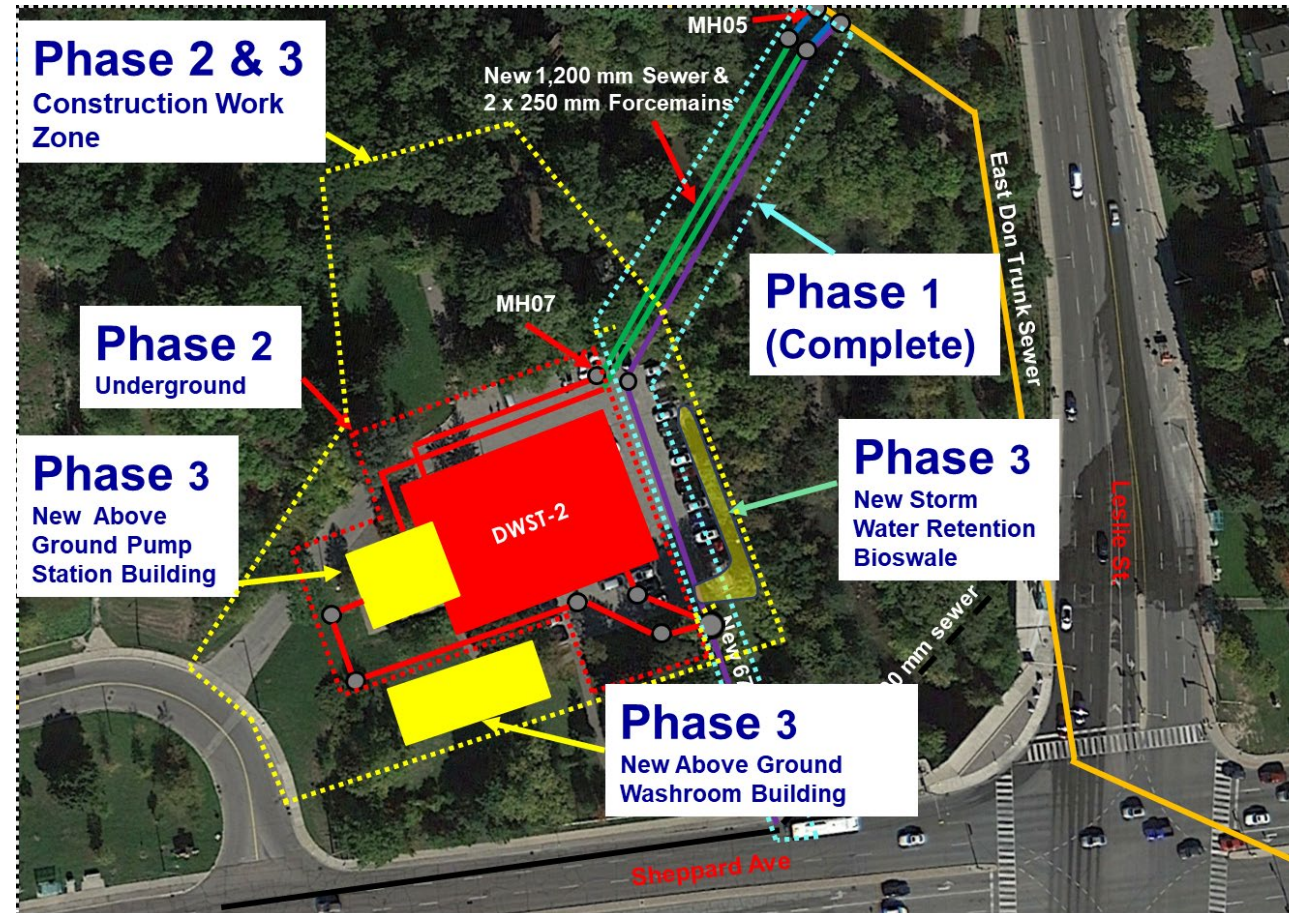 Phase 2 & 3
Construction Work
Zone
MH05
New 1,200 mm Sewer &
2 x 250 mm Forcemains
East Don Trunk Sewer
Phase 1
(Complete)
MH07
Phase 2
Underground
Phase 3
New Above
Ground Pump
Station Building
DWST-2
Phase 3
New Storm
Water Retention
Bioswale
Leslie St
New 67
00 mm sewer
Phase 3
New Above Ground
Washroom Building
Sheppard Ave